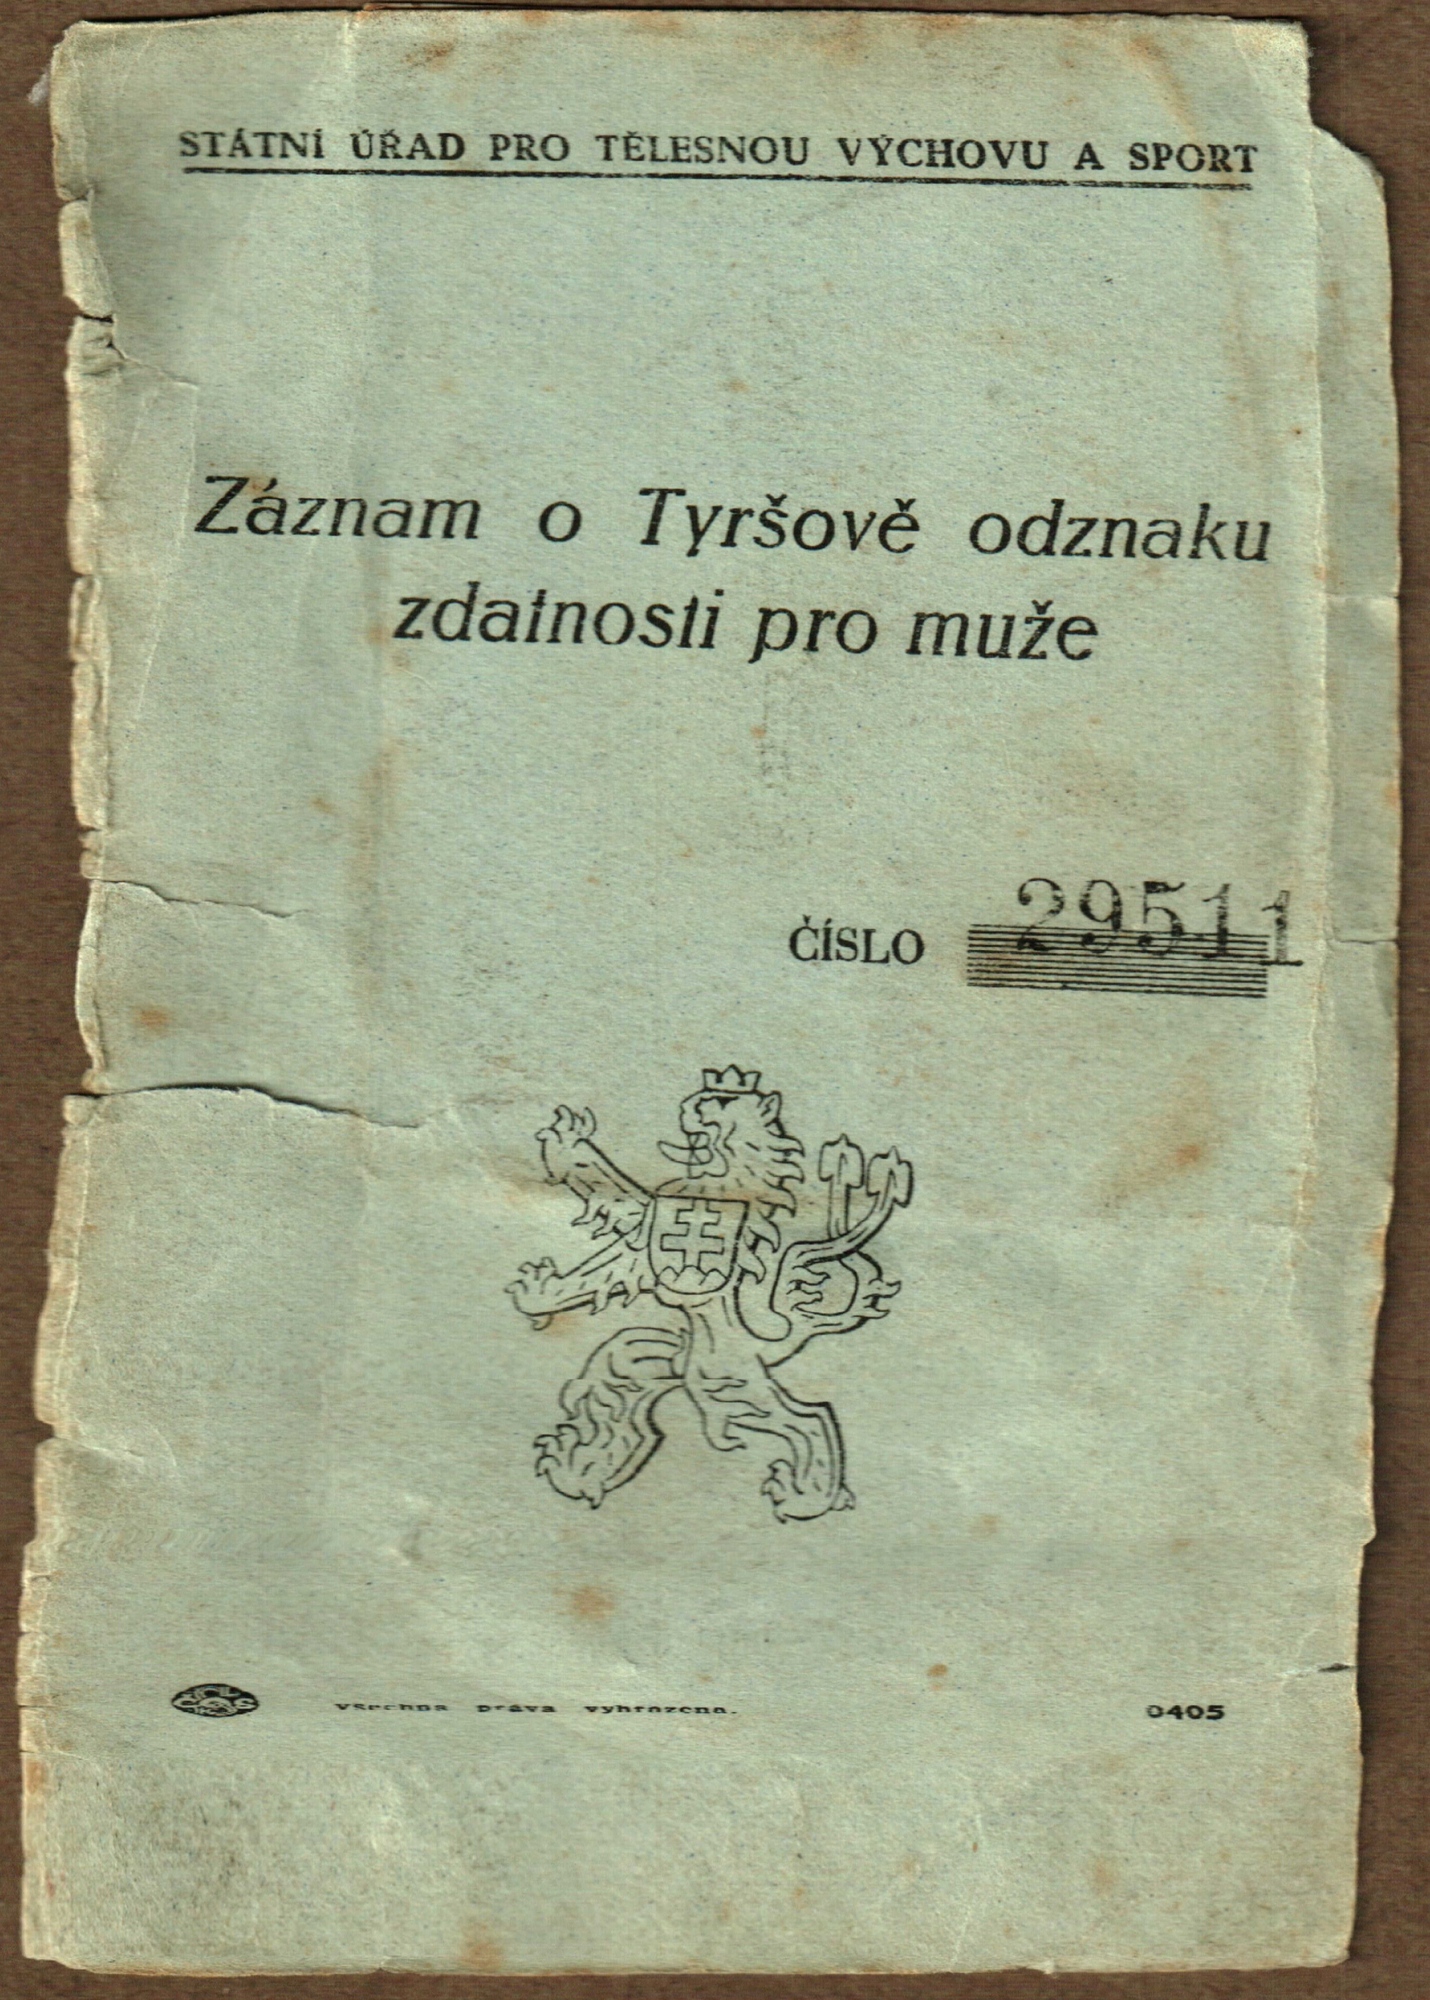 STÁTNÍ ÚŘAD PRO TĚLESNOU VÝCHOVU A SPORT
Záznam o Tyršově odznaku
zdatnosti pro muže
ČÍSLO 29511
Všechna práva vyhrazena.
0405